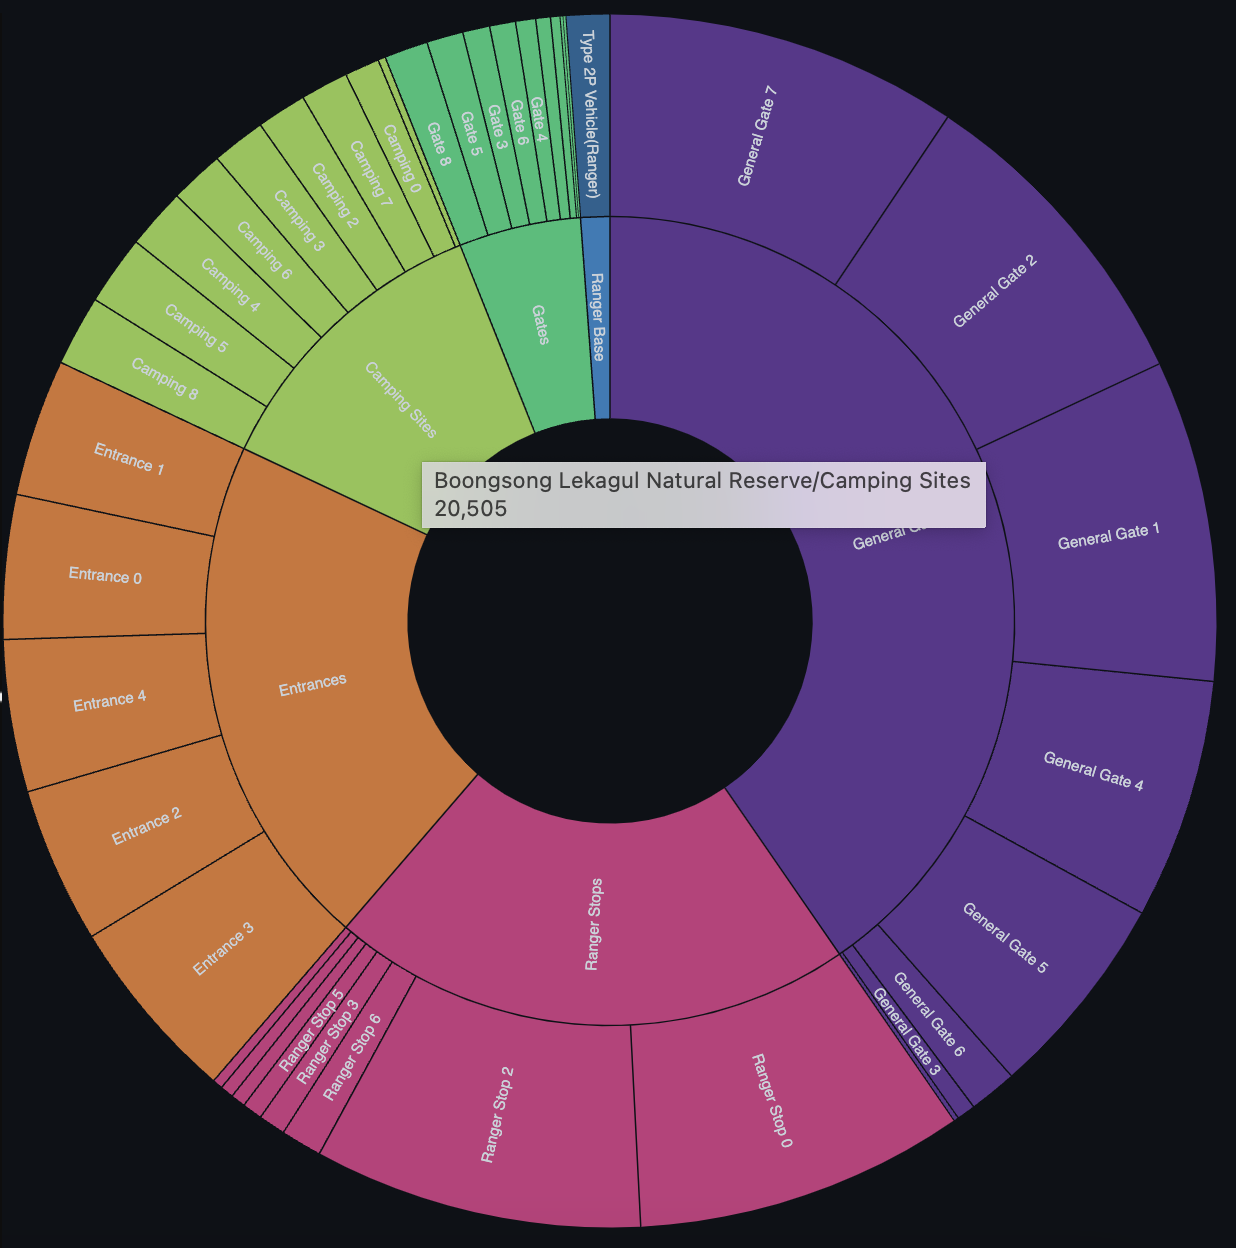 Type 2P Vehicle(Ranger)
General Gate 7
General Gate 2
General Gate 1
General Gate 4
General Gate 5
General Gate 6
General Gate 3
Ranger Stop 0
Ranger Stop 2
Ranger Stop 6
Ranger Stop 3
Ranger Stop 5
Entrance 3
Entrance 2
Entrance 4
Entrance 0
Entrance 1
Camping 8
Camping 5
Camping 4
Camping 6
Camping 3
Camping 2
Camping 7
Camping 0
Gate 8
Gate 5
Gate 3
Gate 6
Gate 4
Ranger Base
Gates
Camping Sites
Entrances
Ranger Stops
General
Boongsong Lekagul Natural Reserve/Camping Sites
20,505